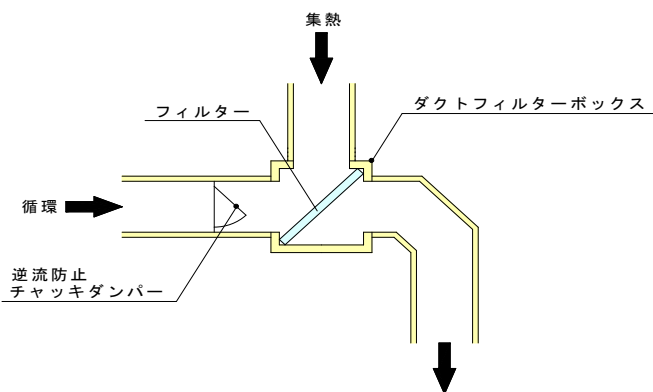 集熱
フィルター
ダクトフィルターボックス
循環
逆流防止
チャッキダンパー